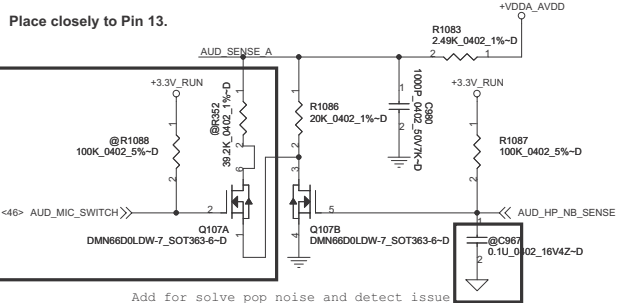 Place closely to Pin 13.
+VDDA_AVDD
R1083
2.49K_0402_1%~D
2
1
AUD_SENSE_A
+3.3V_RUN
@R352
39.2K_0402_1%~D
1
2
R1086
20K_0402_1%~D
1
2
C980
1000P_0402_50V7K~D
1
2
+3.3V_RUN
@R1088
100K_0402_5%~D
1
2
R1087
100K_0402_5%~D
1
2
<46> AUD_MIC_SWITCH
2
6
1
Q107A
DMN66D0LDW-7_SOT363-6~D
3
5
4
Q107B
DMN66D0LDW-7_SOT363-6~D
AUD_HP_NB_SENSE
@C967
0.1U_0402_16V4Z~D
1
2
Add for solve pop noise and detect issue